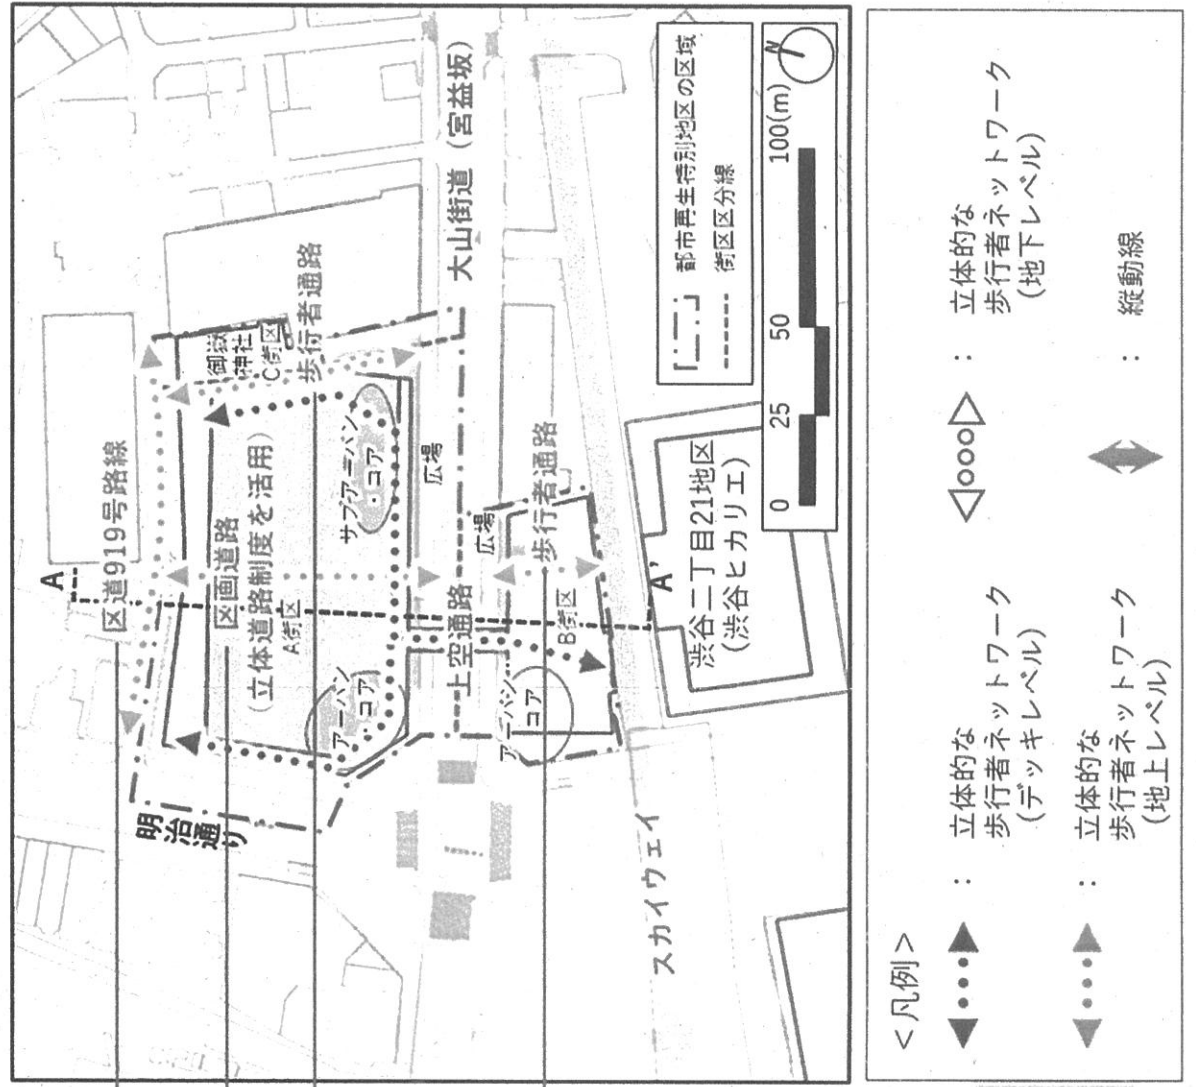 区道919号路線
A
区画道路
(立体道路制度を活用)
A街区
御嶽
神社
C街区
歩行者通路
サブアーバン
・コア
アーバン
・コア
広場
大山街道（宮益坂）
上空通路
広場
歩行者通路
B街区
アーバン
コア
A'
渋谷二丁目21地区
(渋谷ヒカリエ)
明治通り
スカイウェイ
都市再生特別地区の区域
街区区分線
0 25 50 100(m)
N
＜凡例＞
：立体的な
歩行者ネットワーク
(デッキレベル)
：立体的な
歩行者ネットワーク
(地下レベル)
：立体的な
歩行者ネットワーク
(地上レベル)
：縦動線